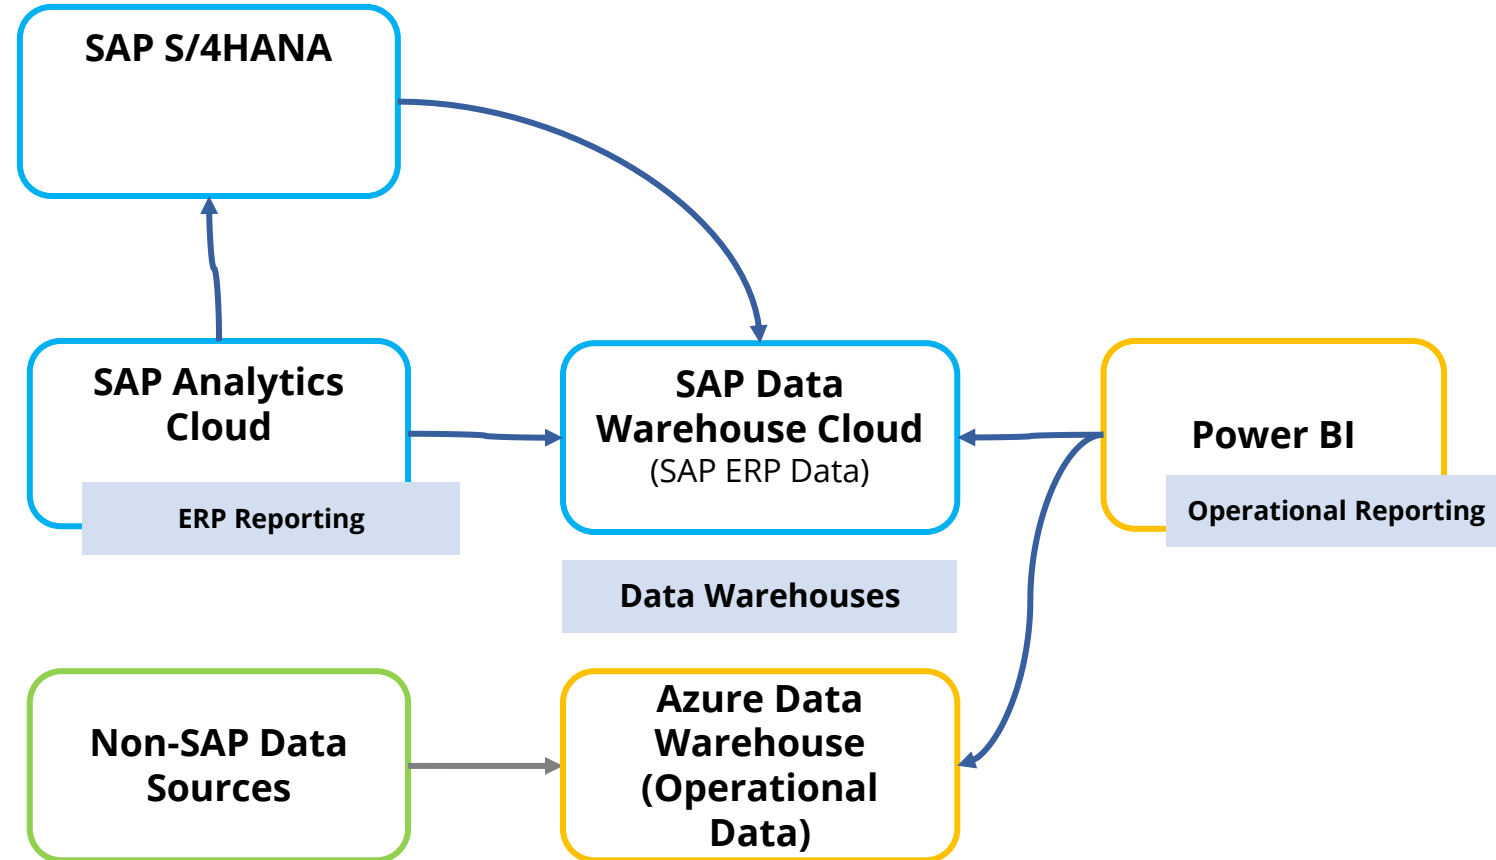 SAP S/4HANA
SAP Analytics
Cloud
ERP Reporting
SAP Data
Warehouse Cloud
(SAP ERP Data)
Power BI
Operational Reporting
Data Warehouses
Non-SAP Data
Sources
Azure Data
Warehouse
(Operational
Data)